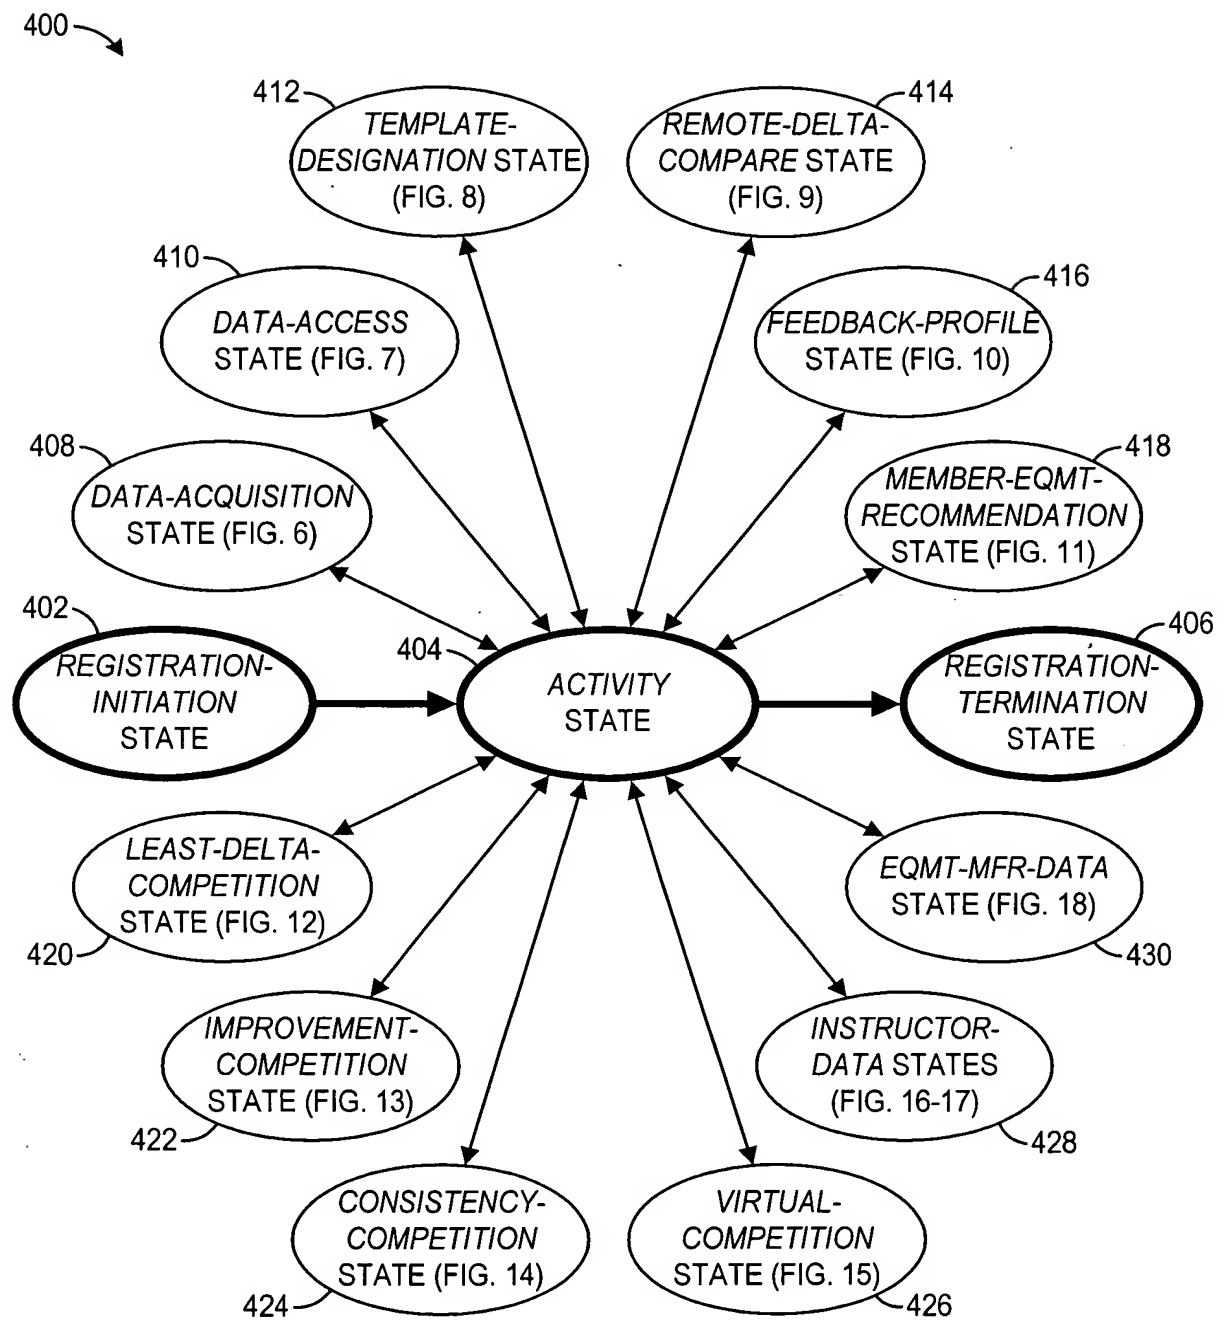 400
412
TEMPLATE-
DESIGNATION STATE
(FIG. 8)
414
REMOTE-DELTA-
COMPARE STATE
(FIG. 9)
410
DATA-ACCESS
STATE (FIG. 7)
416
FEEDBACK-PROFILE
STATE (FIG. 10)
408
DATA-ACQUISITION
STATE (FIG. 6)
418
MEMBER-EQMT-
RECOMMENDATION
STATE (FIG. 11)
402
REGISTRATION-
INITIATION
STATE
404
ACTIVITY
STATE
406
REGISTRATION-
TERMINATION
STATE
LEAST-DELTA-
COMPETITION
STATE (FIG. 12)
420
EQMT-MFR-DATA
STATE (FIG. 18)
430
IMPROVEMENT-
COMPETITION
STATE (FIG. 13)
422
INSTRUCTOR-
DATA STATES
(FIG. 16-17)
428
CONSISTENCY-
COMPETITION
STATE (FIG. 14)
424
VIRTUAL-
COMPETITION
STATE (FIG. 15)
426